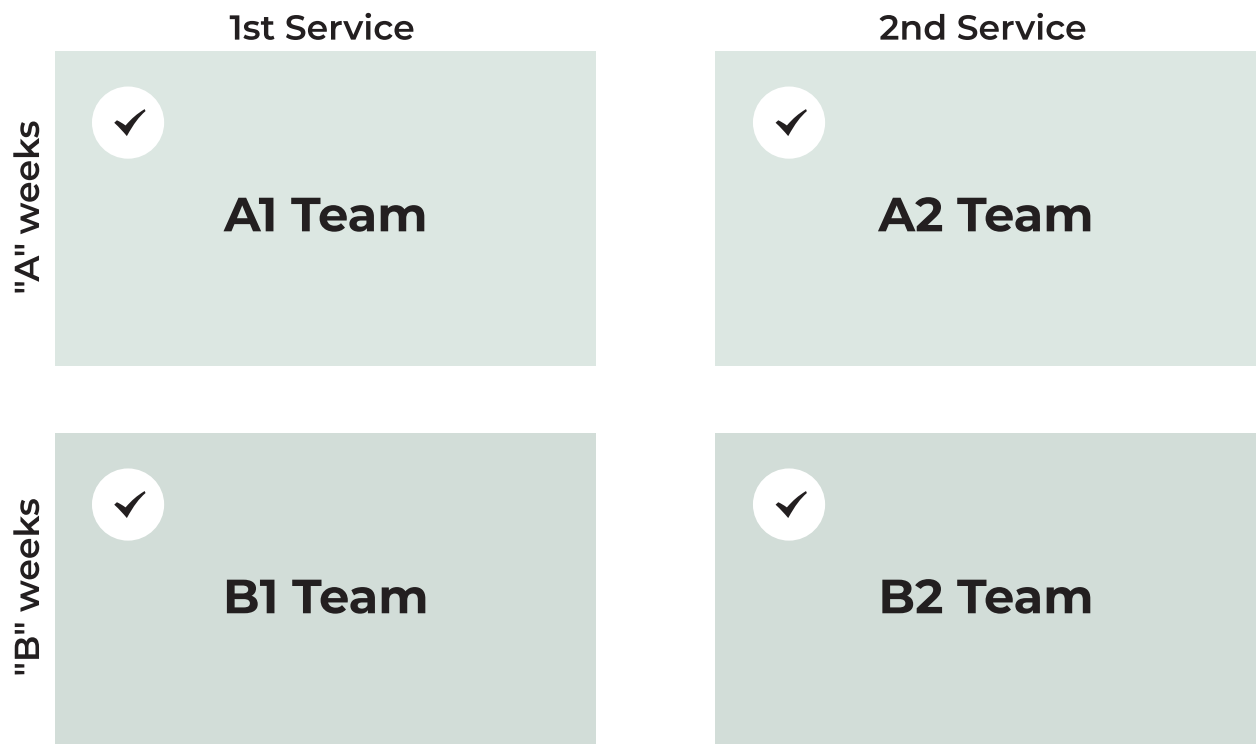 1st Service
2nd Service
"A" weeks
A1 Team
A2 Team
"B" weeks
B1 Team
B2 Team